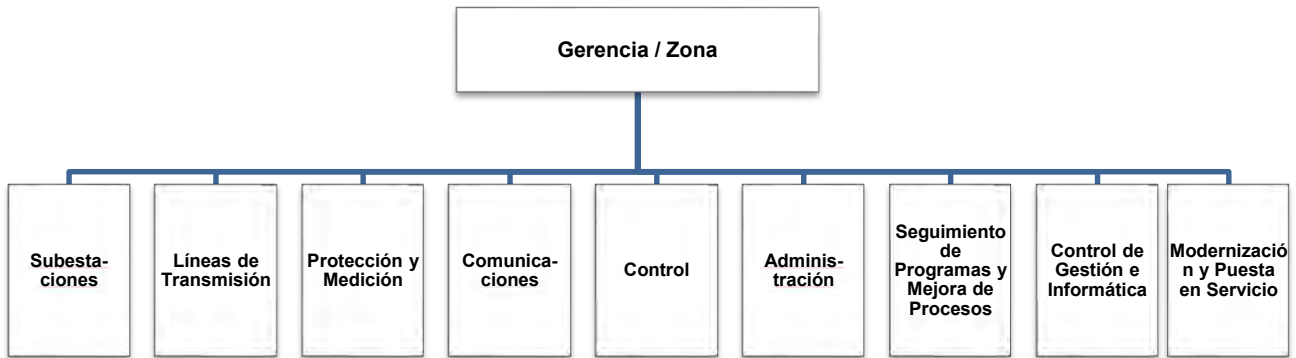 Gerencia / Zona
Subesta-
ciones
Líneas de
Transmisión
Protección y
Medición
Comunica-
ciones
Control
Adminis-
tración
Seguimiento
de
Programas y
Mejora de
Procesos
Control de
Gestión e
Informática
Modernizació
n y Puesta
en Servicio